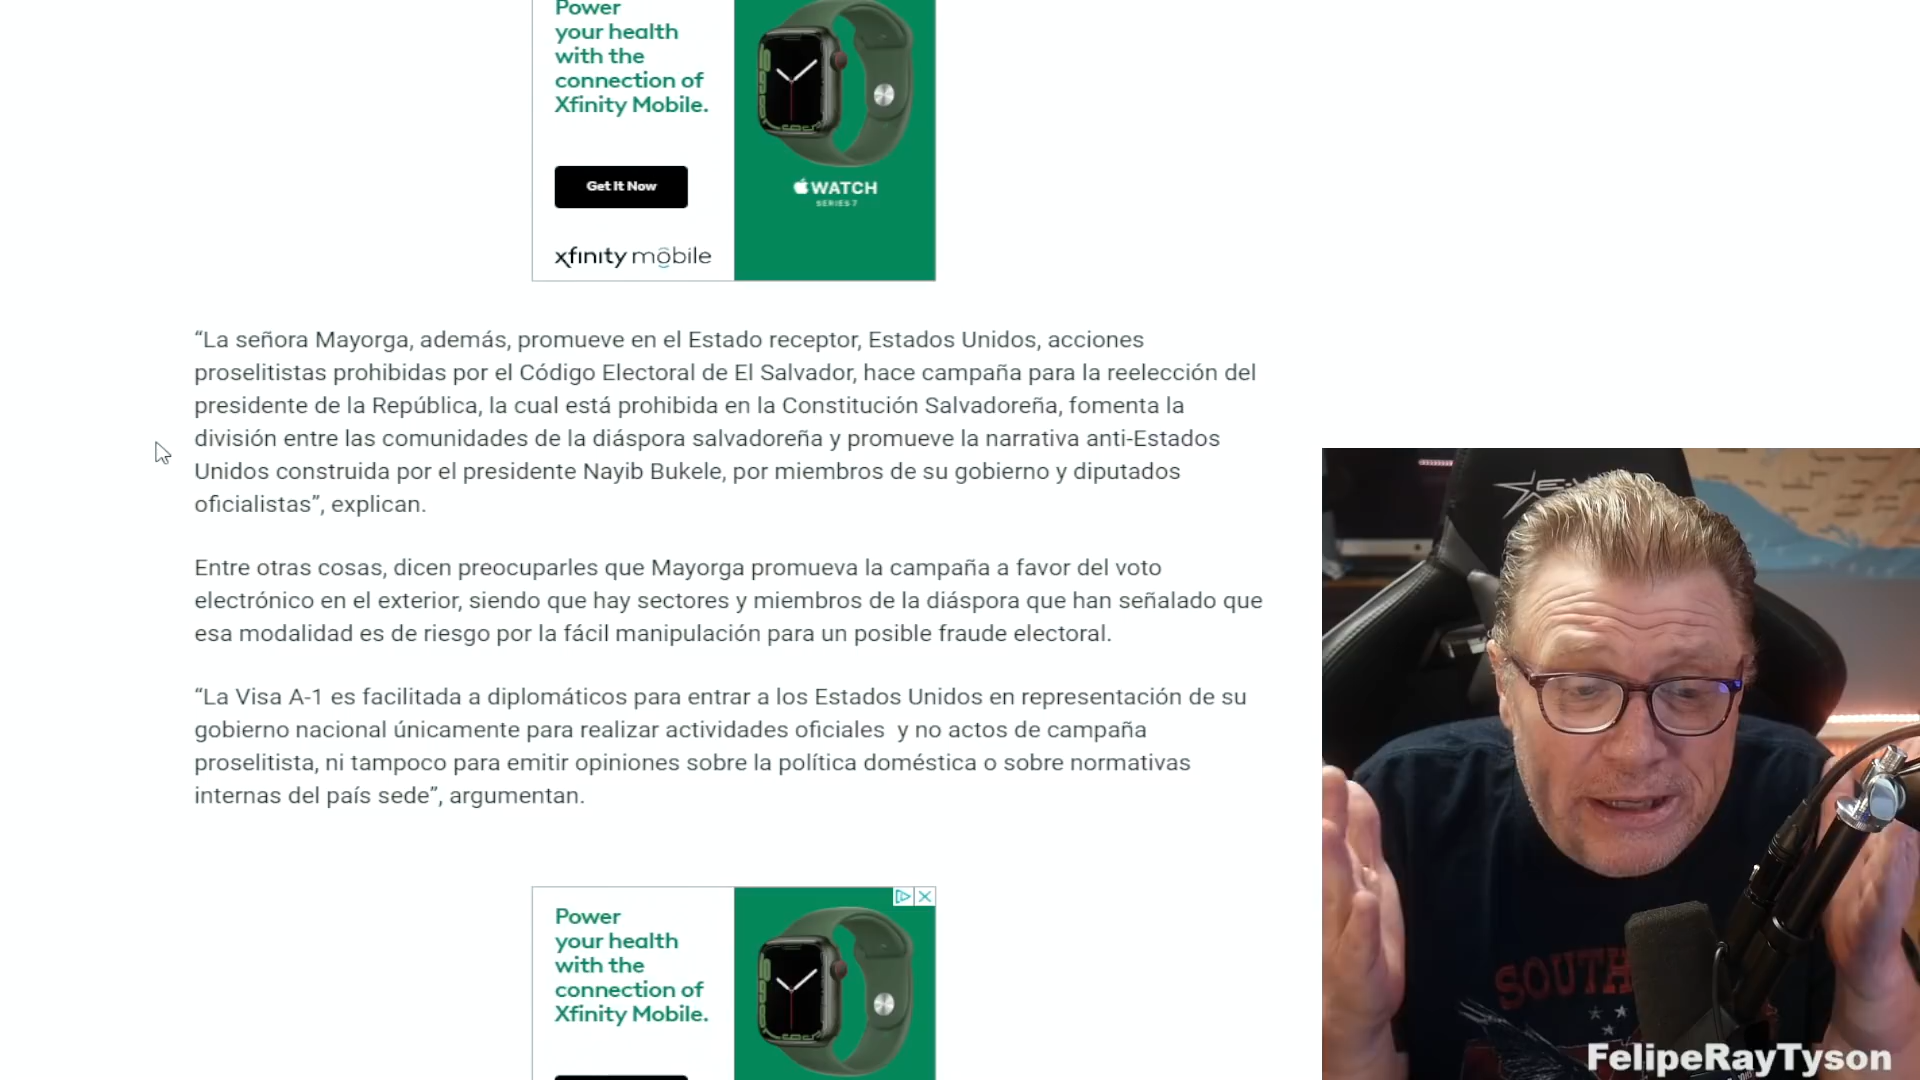 Power
your health
with the
connection of
Xfinity Mobile.
Get It Now
xfinity mobile
WATCH
SERIES 7
“La señora Mayorga, además, promueve en el Estado receptor, Estados Unidos, acciones
proselitistas prohibidas por el Código Electoral de El Salvador, hace campaña para la reelección del
presidente de la República, la cual está prohibida en la Constitución Salvadoreña, fomenta la
división entre las comunidades de la diáspora salvadoreña y promueve la narrativa anti-Estados
Unidos construida por el presidente Nayib Bukele, por miembros de su gobierno y diputados
oficialistas”, explican.
Entre otras cosas, dicen preocuparles que Mayorga promueva la campaña a favor del voto
electrónico en el exterior, siendo que hay sectores y miembros de la diáspora que han señalado que
esa modalidad es de riesgo por la fácil manipulación para un posible fraude electoral.
“La Visa A-1 es facilitada a diplomáticos para entrar a los Estados Unidos en representación de su
gobierno nacional únicamente para realizar actividades oficiales y no actos de campaña
proselitista, ni tampoco para emitir opiniones sobre la política doméstica o sobre normativas
internas del país sede”, argumentan.
Power
your health
with the
connection of
Xfinity Mobile.
SOUTH
FelipeRayTyson